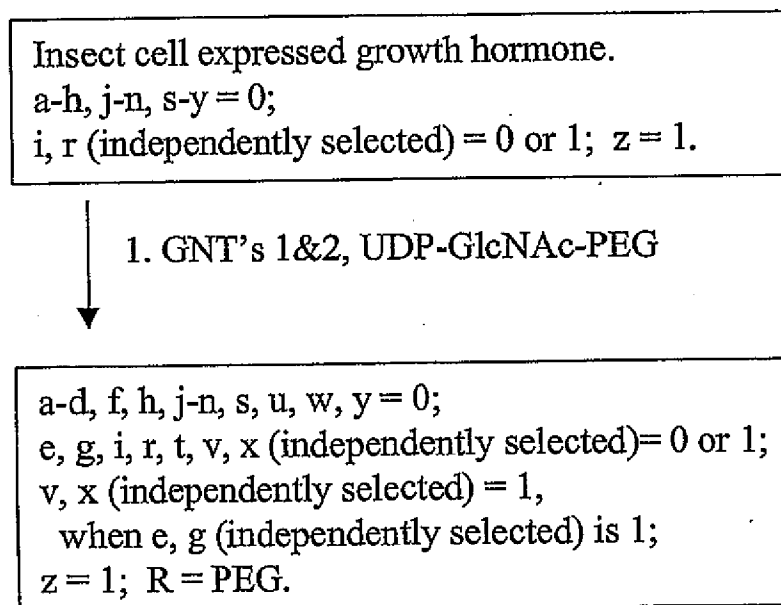 Insect cell expressed growth hormone.
a-h, j-n, s-y = 0;
i, r (independently selected) = 0 or 1; z = 1.
1. GNT's 1&2, UDP-GlcNAc-PEG
a-d, f, h, j-n, s, u, w, y = 0;
e, g, i, r, t, v, x (independently selected)= 0 or 1;
v, x (independently selected) = 1,
when e, g (independently selected) is 1;
z = 1; R = PEG.